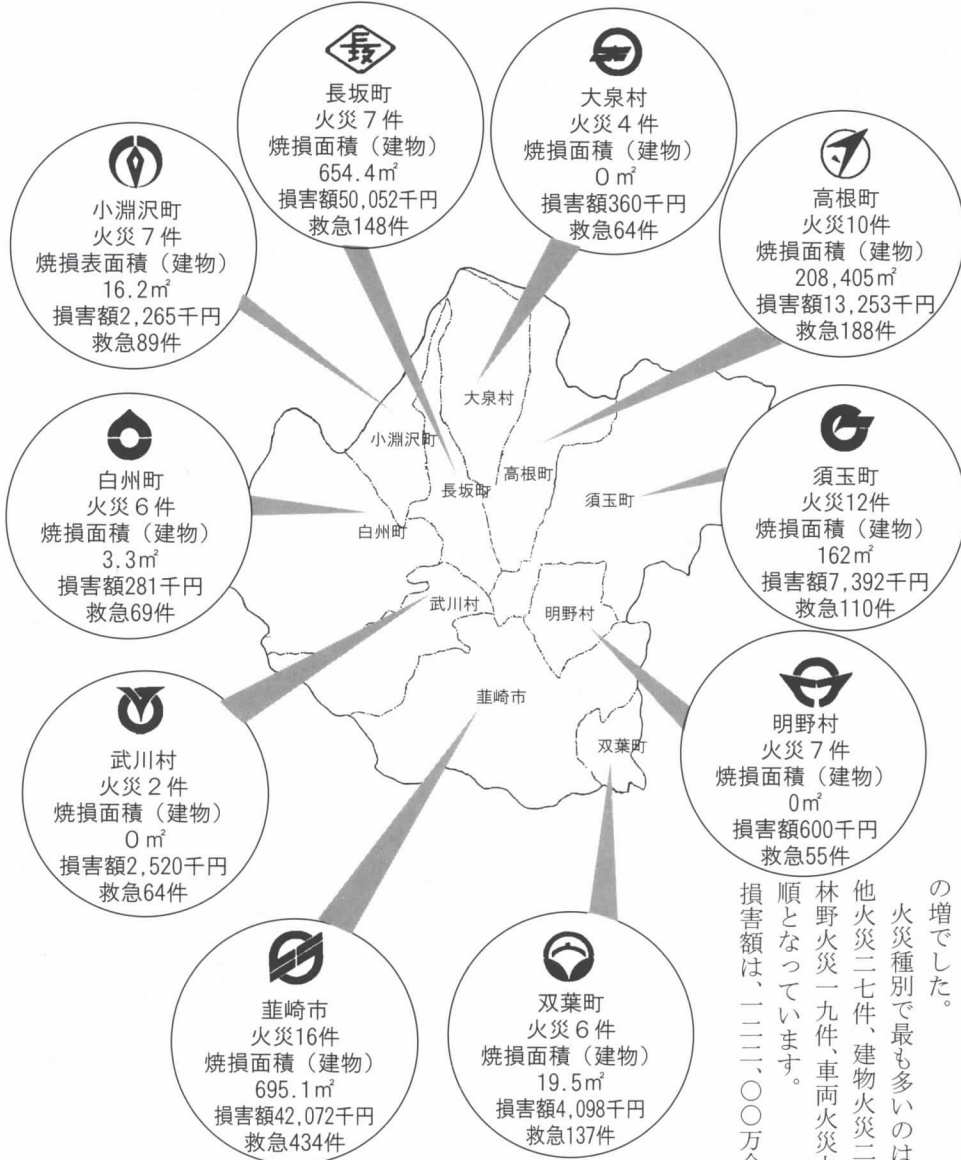 長坂
長坂町
火災7件
焼損面積（建物）
654.4㎡
損害額50,052千円
救急148件
大泉村
火災4件
焼損面積（建物）
0㎡
損害額360千円
救急64件
小淵沢町
火災7件
焼損表面積（建物）
16.2㎡
損害額2,265千円
救急89件
高根町
火災10件
焼損面積（建物）
208,405㎡
損害額13,253千円
救急188件
白州町
火災6件
焼損面積（建物）
3.3㎡
損害額281千円
救急69件
須玉町
火災12件
焼損面積（建物）
162㎡
損害額7,392千円
救急110件
大泉村
小淵沢町
長坂町
高根町
須玉町
白州町
武川村
明野村
韮崎市
双葉町
武川村
火災2件
焼損面積（建物）
0㎡
損害額2,520千円
救急64件
明野村
火災7件
焼損面積（建物）
0㎡
損害額600千円
救急55件
韮崎市
火災16件
焼損面積（建物）
695.1㎡
損害額42,072千円
救急434件
双葉町
火災6件
焼損面積（建物）
19.5㎡
損害額4,098千円
救急137件
の増でした。
火災種別で最も多いのは
他火災二七件、建物火災二
林野火災一九件、車両火災
順となっています。
損害額は、一二二、〇〇万